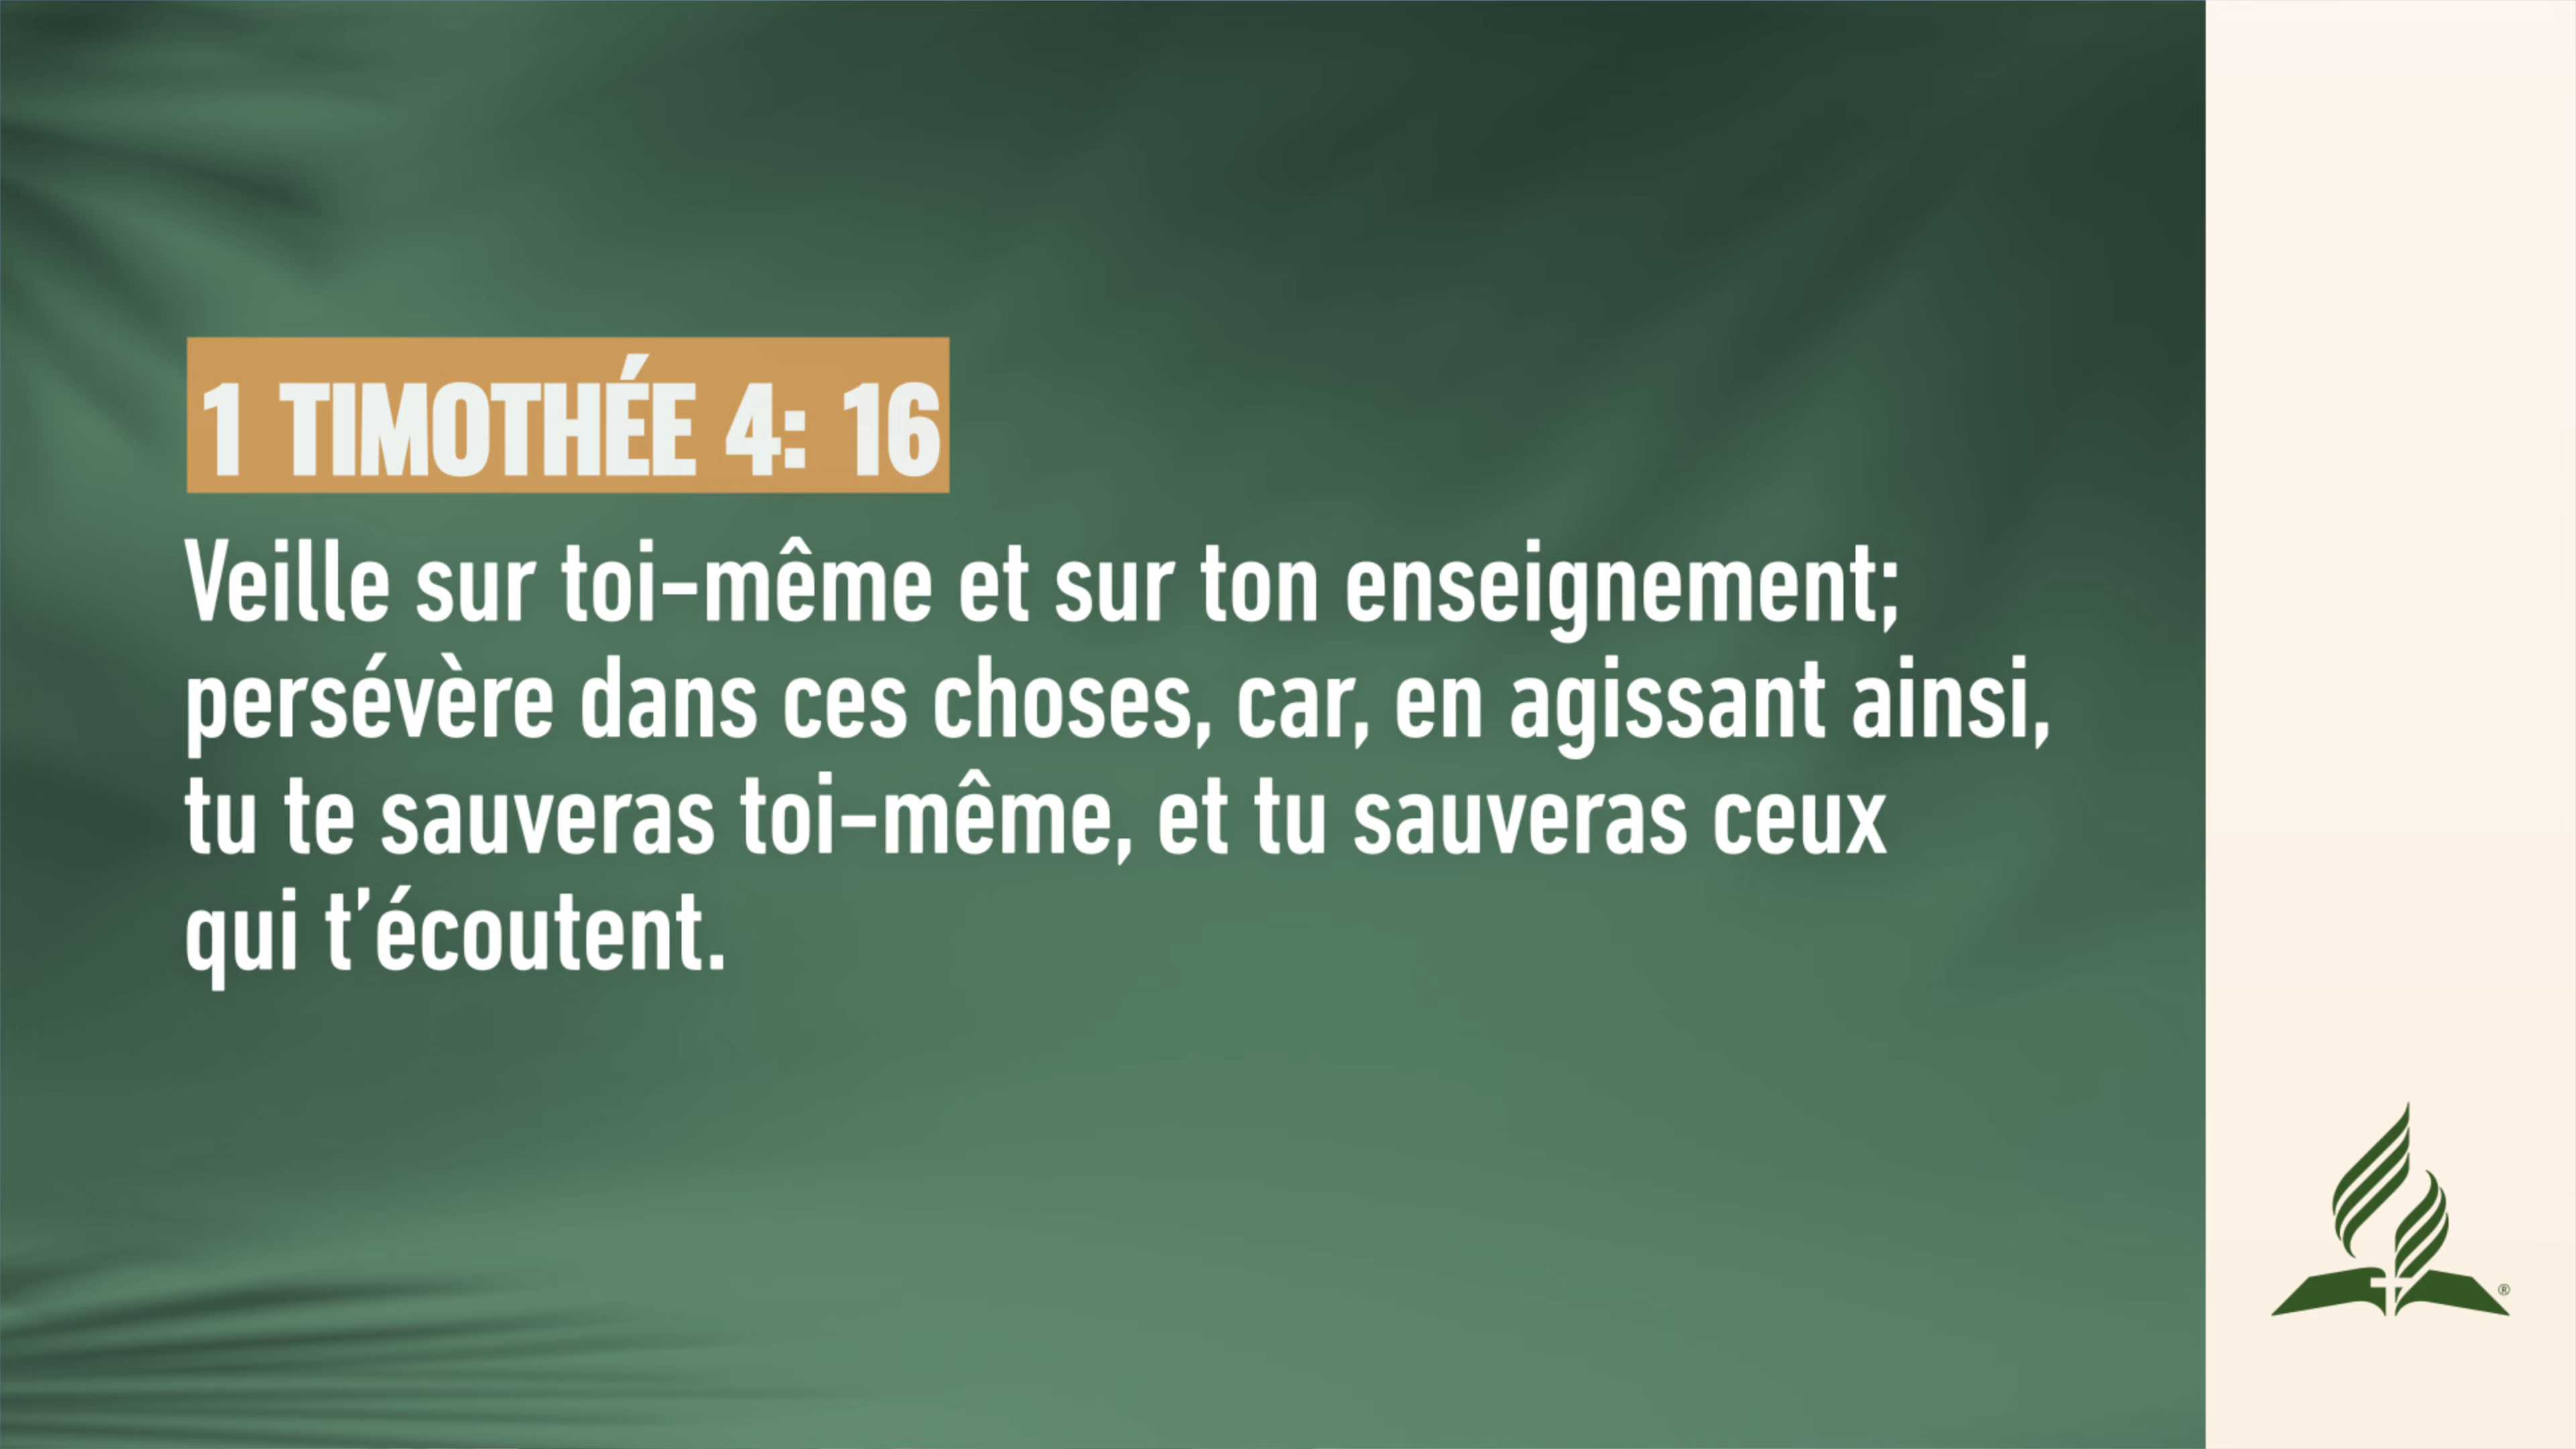 1 TIMOTHÉE 4: 16
Veille sur toi-même et sur ton enseignement;
persévère dans ces choses, car, en agissant ainsi,
tu te sauveras toi-même, et tu sauveras ceux
qui t’écoutent.
®